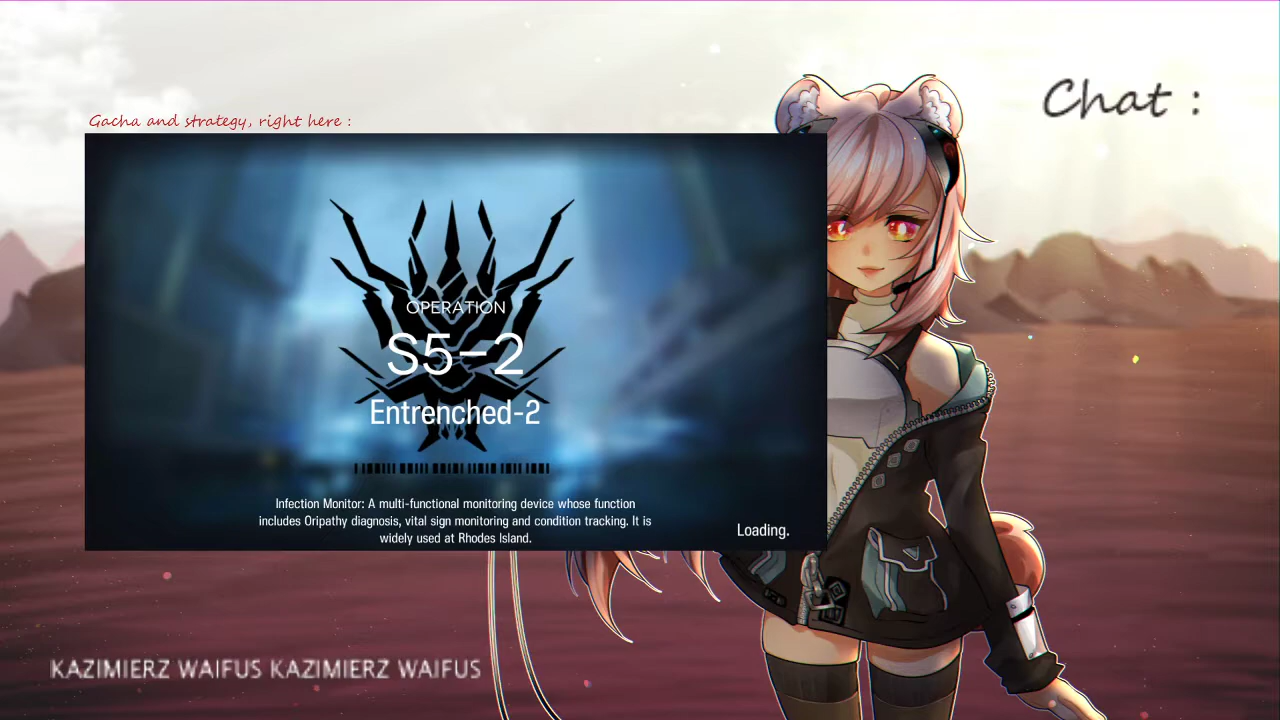 Chat :
Gacha and strategy, right here :
OPERATION
S5-2
Entrenched-2
Infection Monitor: A multi-functional monitoring device whose function
includes Oripathy diagnosis, vital sign monitoring and condition tracking. It is
widely used at Rhodes Island.
Loading.
KAZIMIERZ WAIFUS KAZIMIERZ WAIFUS